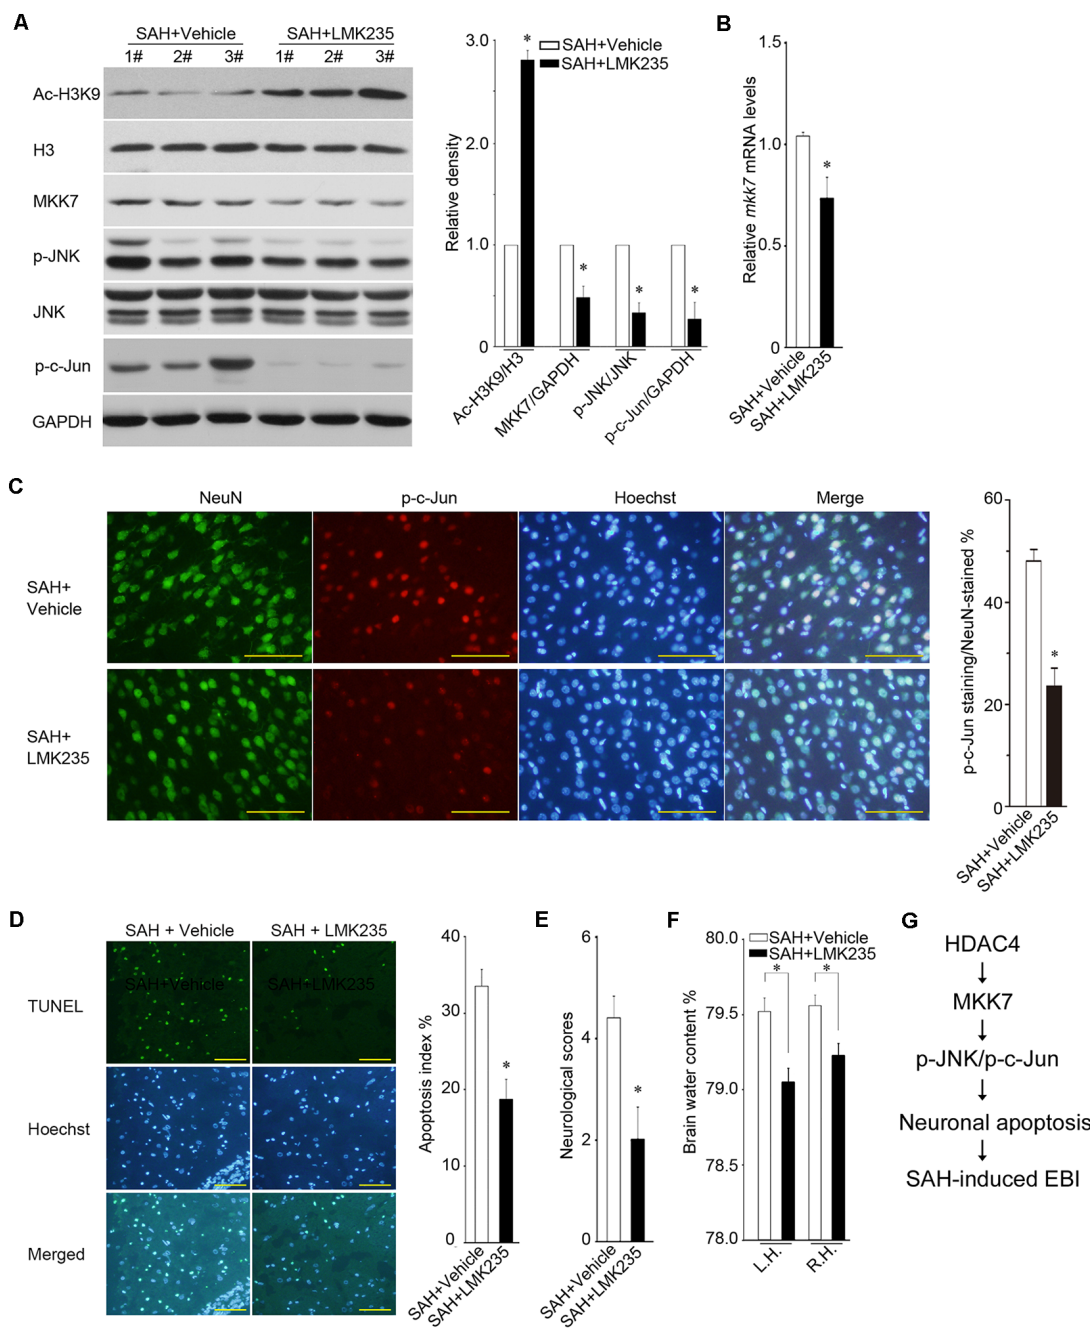 A
SAH+Vehicle SAH+LMK235
1# 2# 3# 1# 2# 3#
Ac-H3K9
H3
MKK7
p-JNK
JNK
p-c-Jun
GAPDH
3.0
2.0
1.0
0
Relative density
SAH+Vehicle
SAH+LMK235
*
*
*
*
Ac-H3K9/H3
MKK7/GAPDH
p-JNK/JNK
p-c-Jun/GAPDH
B
1.5
1.0
0.5
0
Relative mkk7 mRNA levels
*
SAH+Vehicle
SAH+LMK235
C
NeuN p-c-Jun Hoechst Merge
SAH+
Vehicle
SAH+
LMK235
60
40
20
0
p-c-Jun staining/NeuN-stained %
*
SAH+Vehicle
SAH+LMK235
D
SAH + Vehicle SAH + LMK235
SAH+Vehicle SAH+LMK235
TUNEL
Hoechst
Merged
40
30
20
10
0
Apoptosis index %
*
SAH+Vehicle
SAH+LMK235
E
6
4
2
0
Neurological scores
*
SAH+Vehicle
SAH+LMK235
F
80.0
79.5
79.0
78.5
78.0
Brain water content %
SAH+Vehicle
SAH+LMK235
* *
L.H.
R.H.
G
HDAC4
MKK7
p-JNK/p-c-Jun
Neuronal apoptosis
SAH-induced EBI